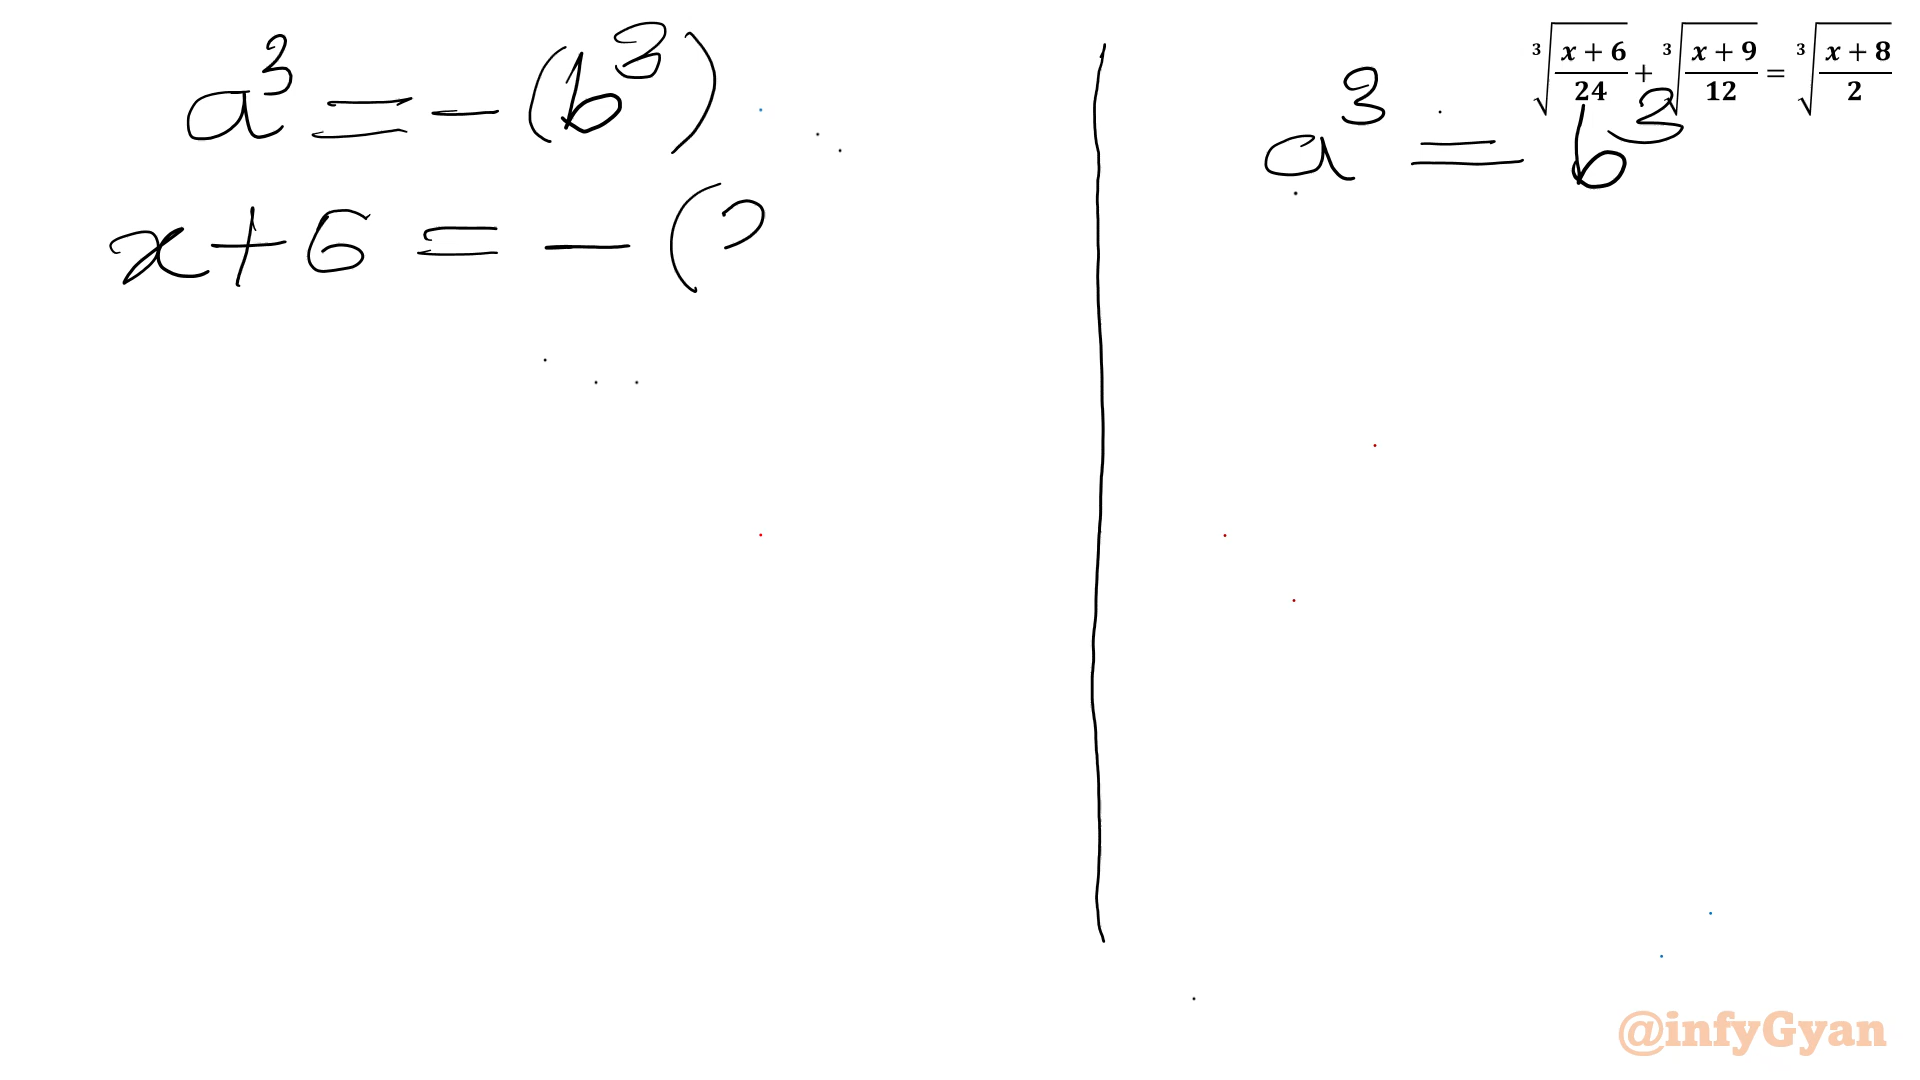 a³ = -(b³)
x+6 = -(
∛((x + 6)/24) + ∛((x + 9)/12) = ∛((x + 8)/2)
a³ = b³
@infyGyan